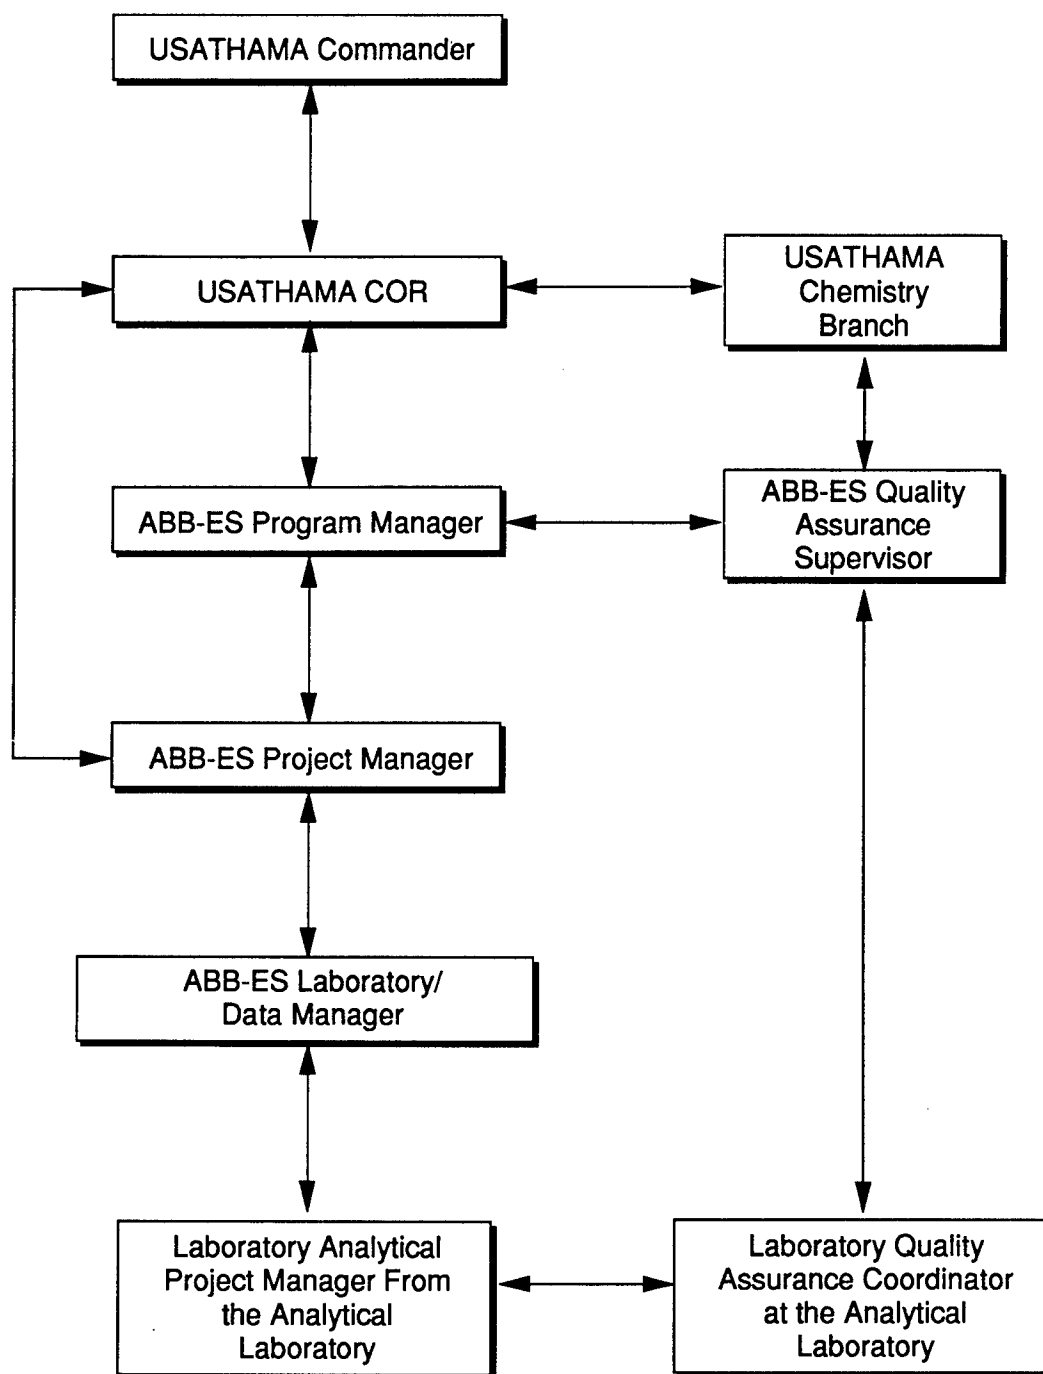 USATHAMA Commander
USATHAMA COR
USATHAMA
Chemistry
Branch
ABB-ES Program Manager
ABB-ES Quality
Assurance
Supervisor
ABB-ES Project Manager
ABB-ES Laboratory/
Data Manager
Laboratory Analytical
Project Manager From
the Analytical
Laboratory
Laboratory Quality
Assurance Coordinator
at the Analytical
Laboratory